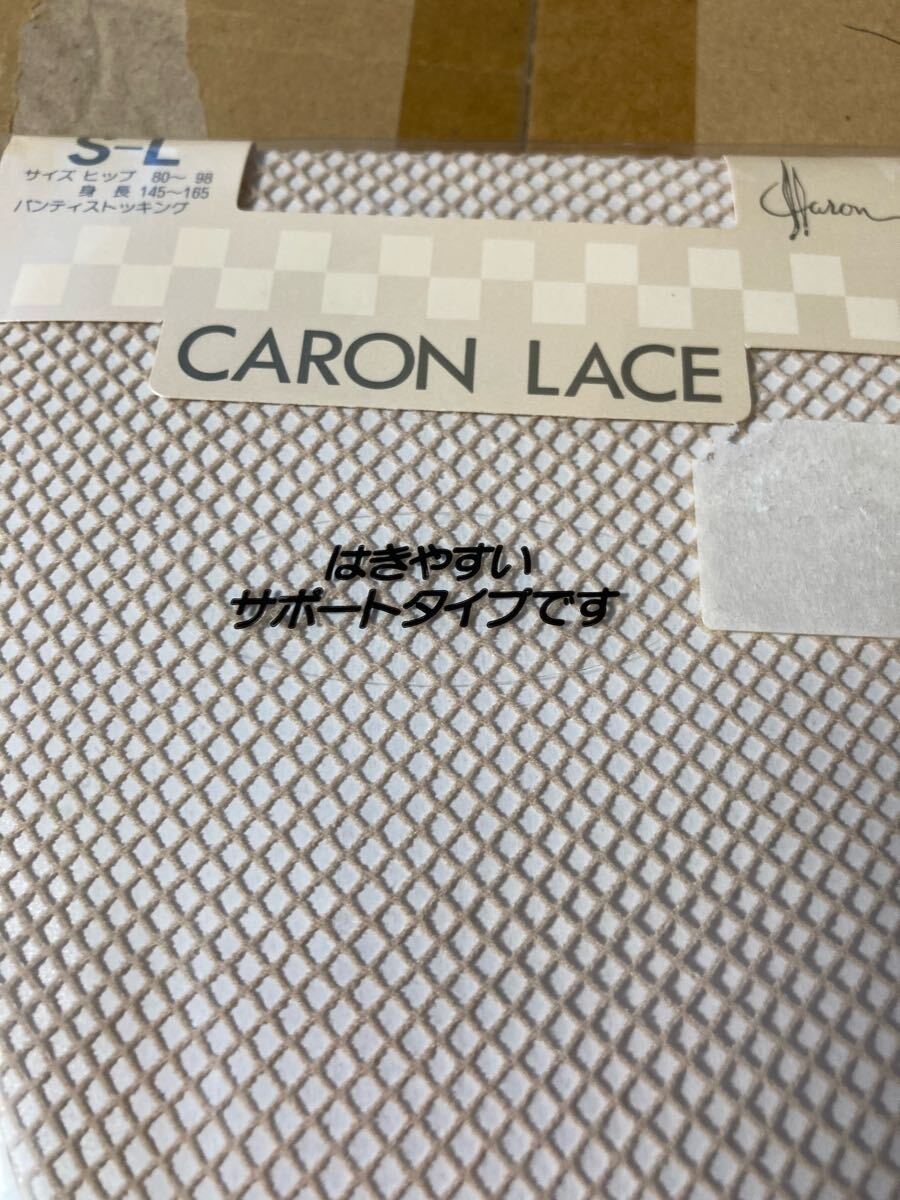 S-L
サイズ ヒップ 80～ 98
身 長 145～165
パンティストッキング
Caron
CARON LACE
はきやすい
サポートタイプです